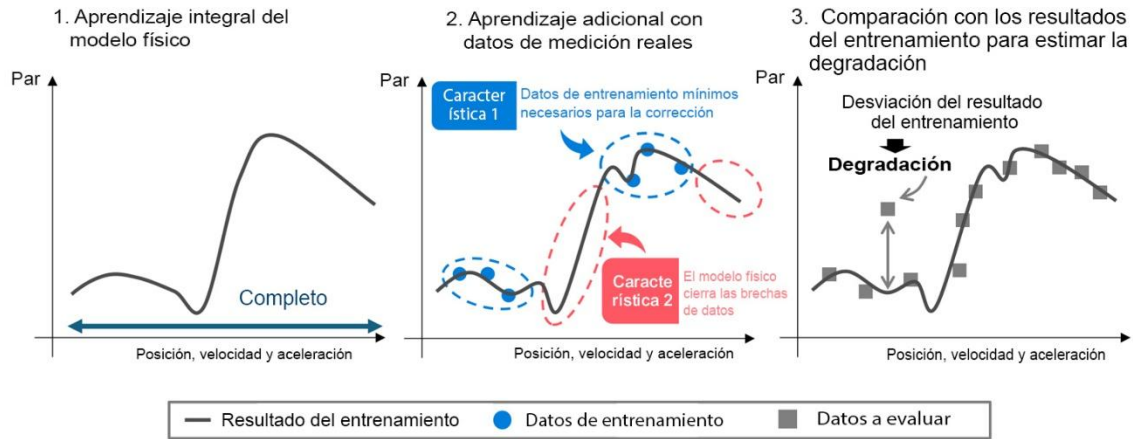 1. Aprendizaje integral del
modelo físico
Par
Completo
Posición, velocidad y aceleración
2. Aprendizaje adicional con
datos de medición reales
Par
Caracter
ística 1
Datos de entrenamiento mínimos
necesarios para la corrección
Caracte
rística 2
El modelo físico
cierra las brechas
de datos
Posición, velocidad y aceleración
3. Comparación con los resultados
del entrenamiento para estimar la
degradación
Par
Desviación del resultado
del entrenamiento
Degradación
Posición, velocidad y aceleración
Resultado del entrenamiento
Datos de entrenamiento
Datos a evaluar